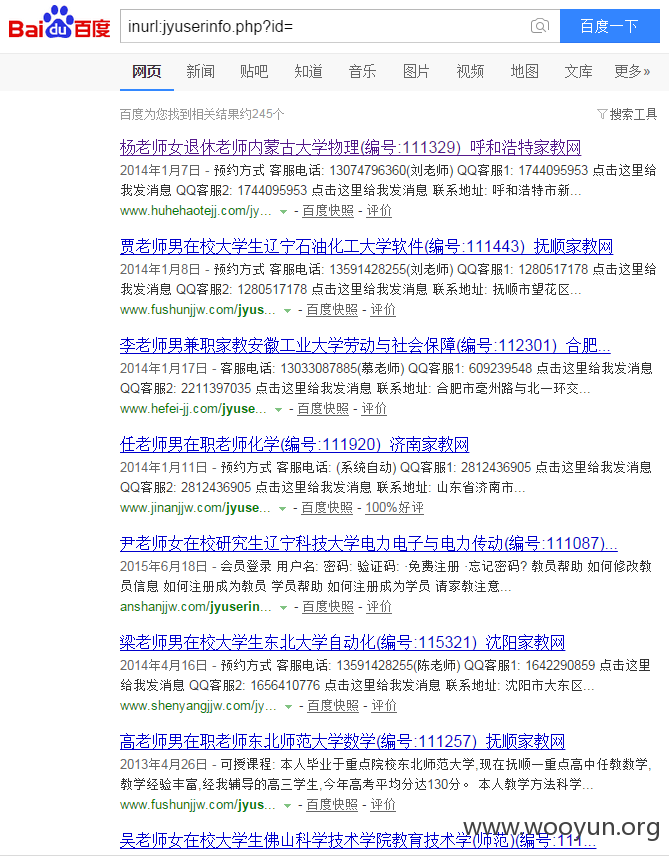 Bai du 百度 inurl:jyuserinfo.php?id= 百度一下
网页 新闻 贴吧 知道 音乐 图片 视频 地图 文库 更多»
百度为您找到相关结果约245个 搜索工具
杨老师女退休老师内蒙古大学物理(编号:111329)_呼和浩特家教网
2014年1月7日 - 预约方式 客服电话: 13074796360(刘老师) QQ客服1: 1744095953 点击这里给
我发消息 QQ客服2: 1744095953 点击这里给我发消息 联系地址: 呼和浩特市新...
www.huhehaotejj.com/jy... - 百度快照 - 评价
贾老师男在校大学生辽宁石油化工大学软件(编号:111443)_抚顺家教网
2014年1月8日 - 预约方式 客服电话: 13591428255(刘老师) QQ客服1: 1280517178 点击这里给
我发消息 QQ客服2: 1280517178 点击这里给我发消息 联系地址: 抚顺市望花区...
www.fushunjjw.com/jyus... - 百度快照 - 评价
李老师男兼职家教安徽工业大学劳动与社会保障(编号:112301)_合肥...
2014年1月17日 - 客服电话: 13033087885(慕老师) QQ客服1: 609239548 点击这里给我发消息
QQ客服2: 2211397035 点击这里给我发消息 联系地址: 合肥市亳州路与北一环交...
www.hefei-jj.com/jyuse... - 百度快照 - 评价
任老师男在职老师化学(编号:111920)_济南家教网
2014年1月11日 - 预约方式 客服电话: (系统自动) QQ客服1: 2812436905 点击这里给我发消息
QQ客服2: 2812436905 点击这里给我发消息 联系地址: 山东省济南市...
www.jinanjjw.com/jyuse... - 百度快照 - 100%好评
尹老师女在校研究生辽宁科技大学电力电子与电力传动(编号:111087)...
2015年6月18日 - 会员登录 用户名: 密码: 验证码: ·免费注册 ·忘记密码? 教员帮助 如何修改教
员信息 如何注册成为教员 学员帮助 如何注册成为学员 请家教注意...
anshanjjw.com/jyuserin... - 百度快照 - 评价
梁老师男在校大学生东北大学自动化(编号:115321)_沈阳家教网
2014年4月16日 - 预约方式 客服电话: 13591428255(陈老师) QQ客服1: 1642290859 点击这里
给我发消息 QQ客服2: 1656410776 点击这里给我发消息 联系地址: 沈阳市大东区...
www.shenyangjjw.com/jy... - 百度快照 - 评价
高老师男在职老师东北师范大学数学(编号:111257)_抚顺家教网
2013年4月26日 - 可授课程: 本人毕业于重点院校东北师范大学,现在抚顺一重点高中任教数学,
教学经验丰富,经我辅导的高三学生,今年高考平均分达130分。 本人教学方法科学...
www.fushunjjw.com/jyus... - 百度快照 - 评价
吴老师女在校大学生佛山科学技术学院教育技术学(师范)(编号:111...
www.wooyun.org